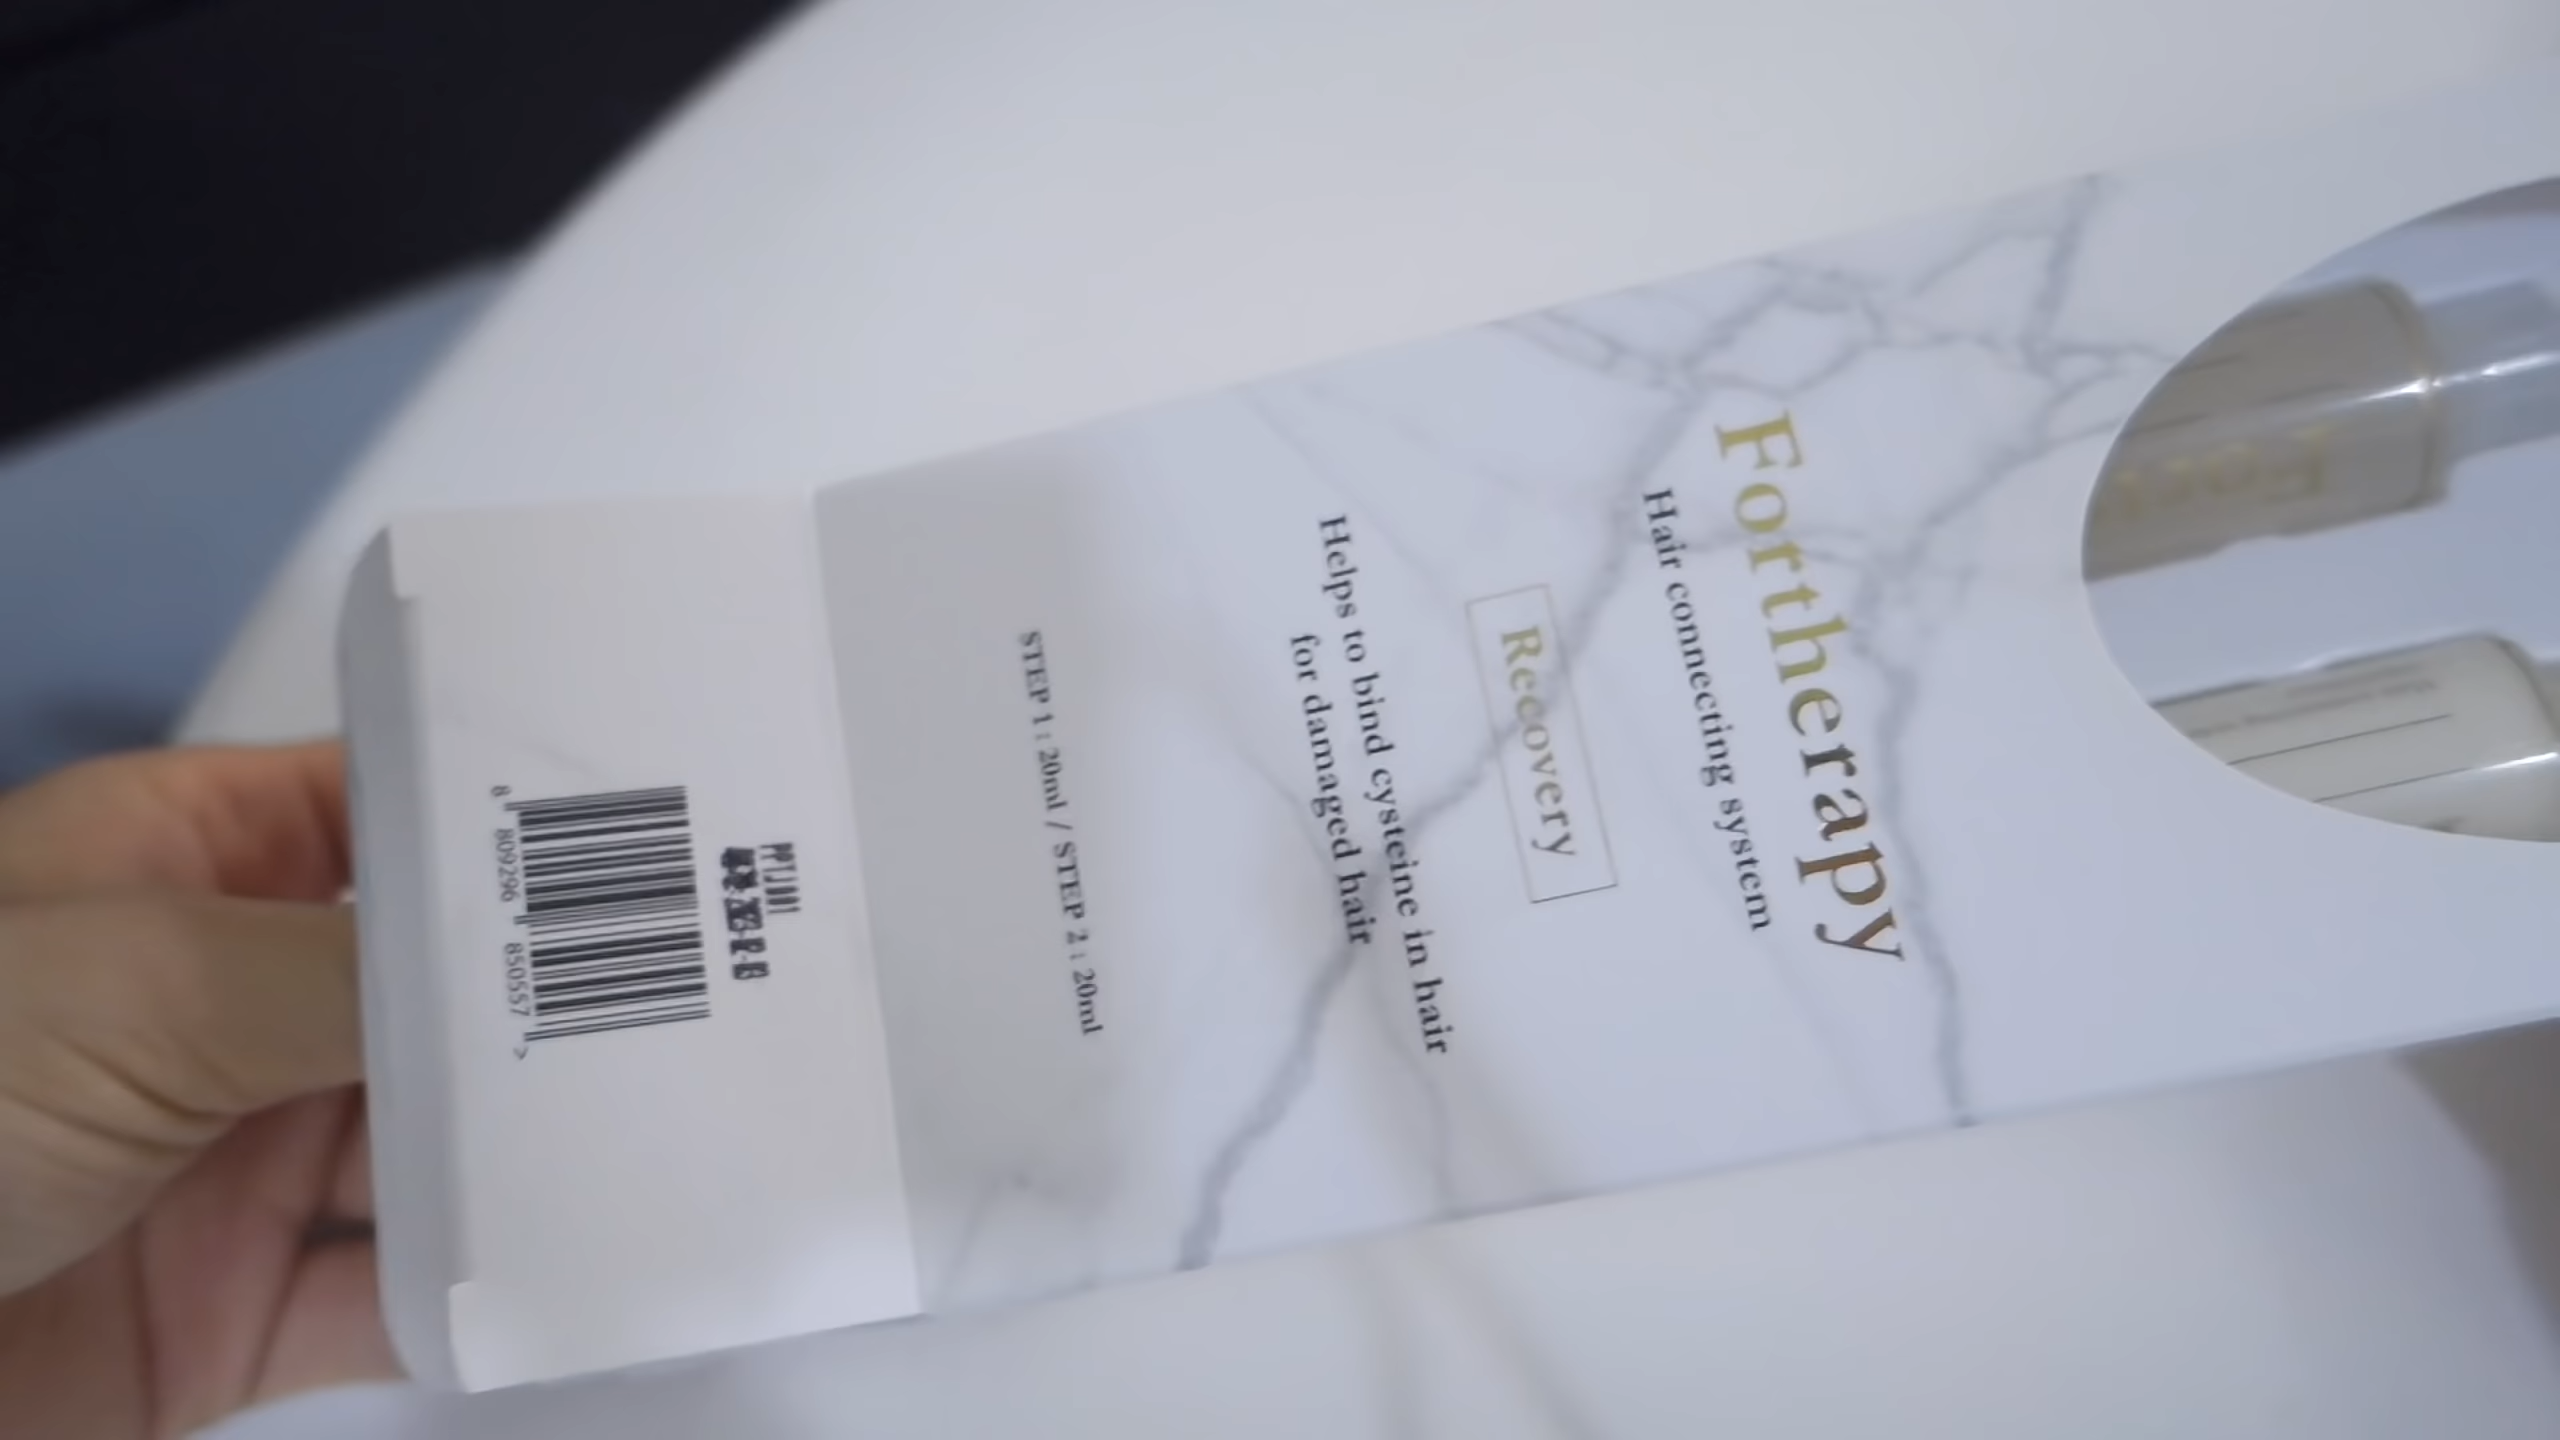 Fortherapy
Hair connecting system
Recovery
Helps to bind cysteine in hair
for damaged hair
STEP 1 : 20ml / STEP 2 : 20ml
8 809296 850557 >